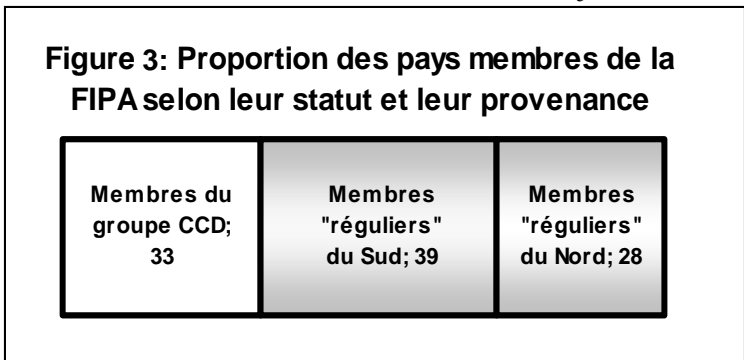 Figure 3: Proportion des pays membres de la
FIPA selon leur statut et leur provenance
Membres du
groupe CCD;
33
Membres
"réguliers"
du Sud; 39
Membres
"réguliers"
du Nord; 28